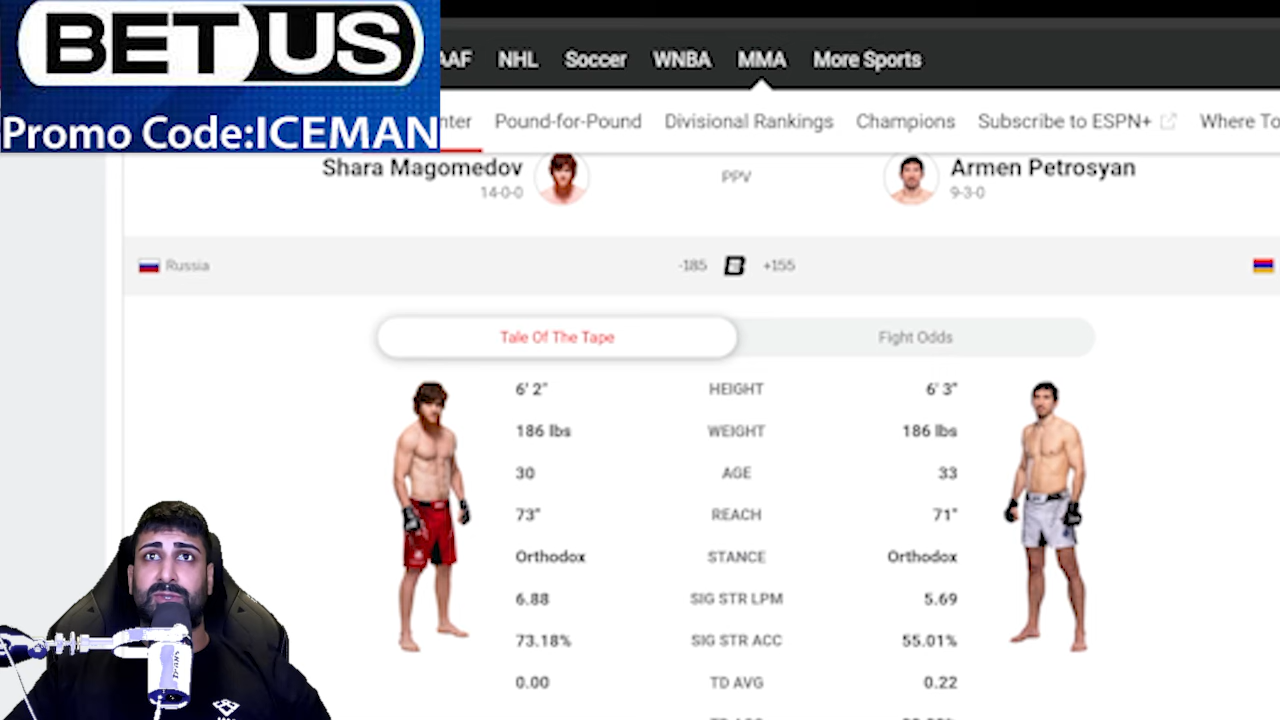 BETUS
Promo Code:ICEMAN
AAF NHL Soccer WNBA MMA More Sports
nter Pound-for-Pound Divisional Rankings Champions Subscribe to ESPN+ Where To
Shara Magomedov PPV Armen Petrosyan
14-0-0 9-3-0
Russia -185 B +155
Tale Of The Tape Fight Odds
6' 2" HEIGHT 6' 3"
186 lbs WEIGHT 186 lbs
30 AGE 33
73" REACH 71"
Orthodox STANCE Orthodox
6.88 SIG STR LPM 5.69
73.18% SIG STR ACC 55.01%
0.00 TD AVG 0.22